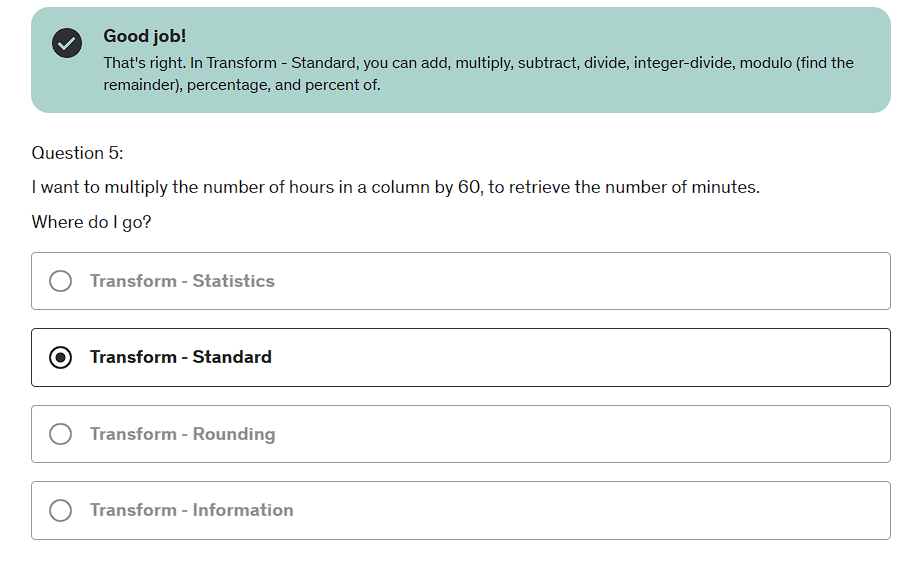 Good job!
That's right. In Transform - Standard, you can add, multiply, subtract, divide, integer-divide, modulo (find the
remainder), percentage, and percent of.
Question 5:
I want to multiply the number of hours in a column by 60, to retrieve the number of minutes.
Where do I go?
Transform - Statistics
Transform - Standard
Transform - Rounding
Transform - Information